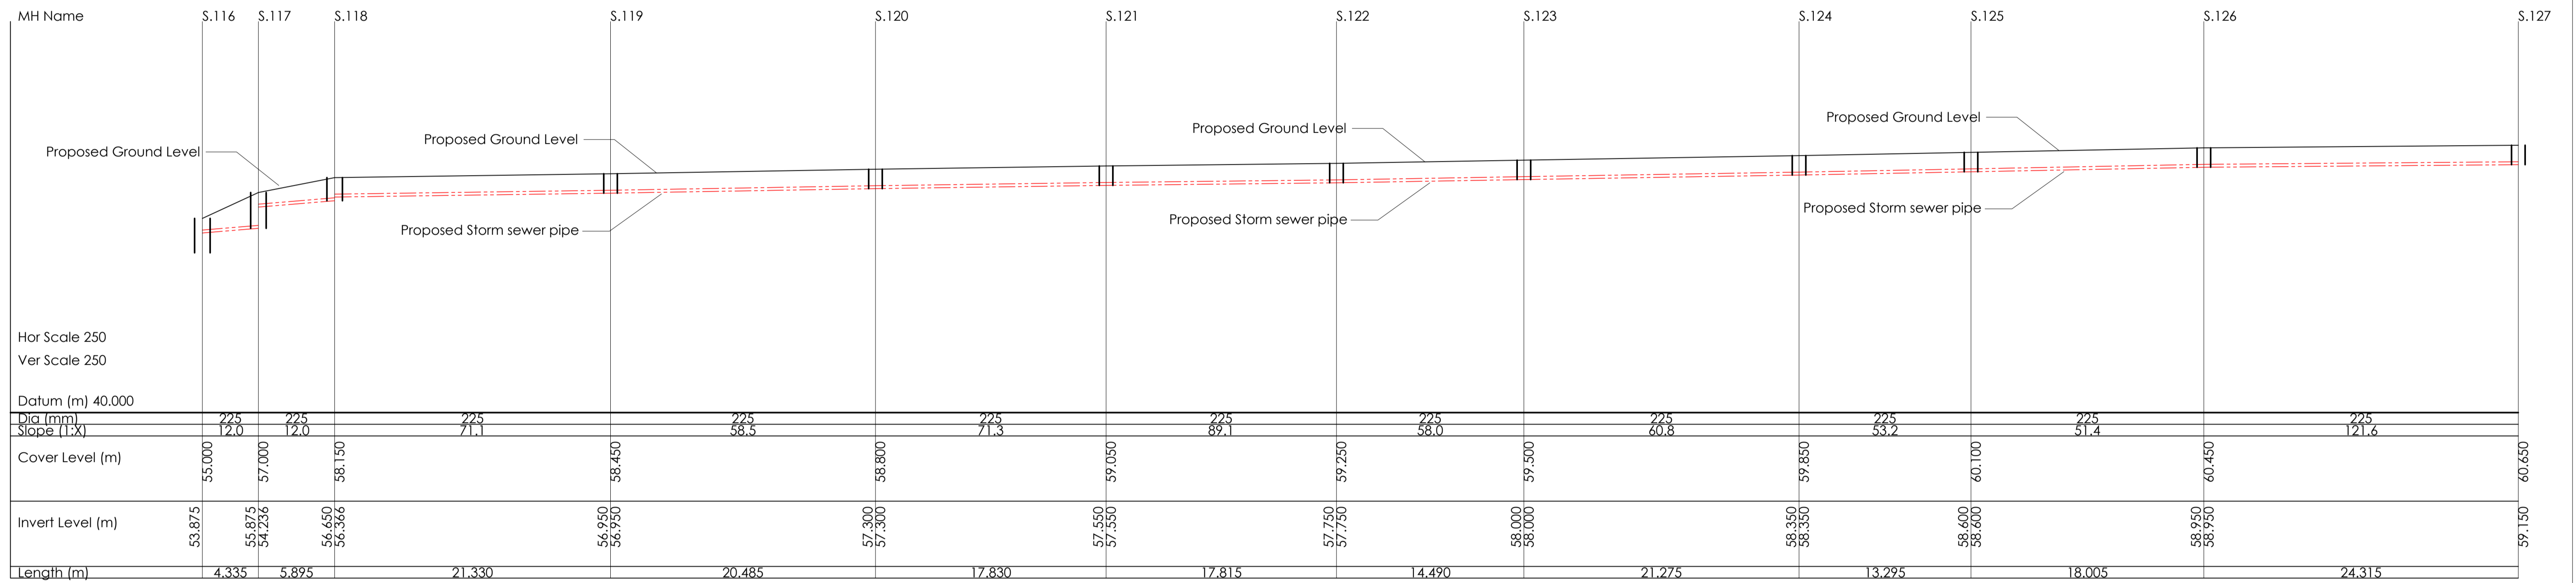 MH Name S.116 S.117 S.118 S.119 S.120 S.121 S.122 S.123 S.124 S.125 S.126 S.127
Proposed Ground Level
Proposed Ground Level
Proposed Ground Level
Proposed Ground Level
Proposed Storm sewer pipe
Proposed Storm sewer pipe
Proposed Storm sewer pipe
Hor Scale 250
Ver Scale 250
Datum (m) 40.000
Dia (mm) 225 225 225 225 225 225 225 225 225 225 225
Slope (1:X) 12.0 12.0 71.1 58.5 71.3 89.1 58.0 60.8 53.2 51.4 121.6
Cover Level (m) 55.000 57.000 58.150 58.450 58.800 59.050 59.250 59.500 59.850 60.100 60.450 60.650
Invert Level (m) 53.875 55.875 54.236 56.650 56.366 56.950 56.950 57.300 57.300 57.550 57.550 57.750 57.750 58.000 58.000 58.350 58.350 58.600 58.600 58.950 58.950 59.150
Length (m) 4.335 5.895 21.330 20.485 17.830 17.815 14.490 21.275 13.295 18.005 24.315